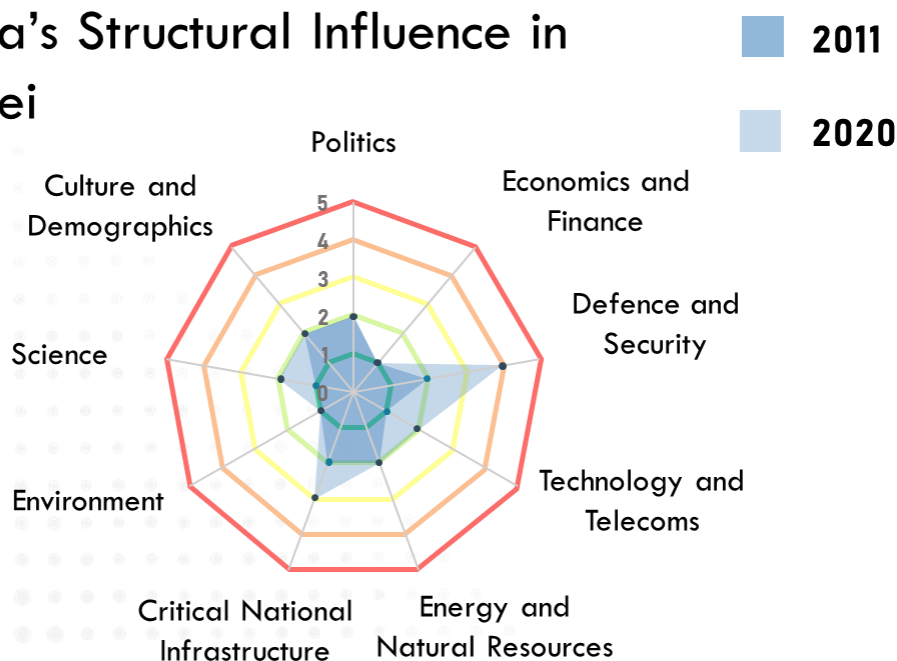 a’s Structural Influence in
ei
2011
2020
Politics
Economics and
Finance
Defence and
Security
Technology and
Telecoms
Energy and
Natural Resources
Critical National
Infrastructure
Environment
Science
Culture and
Demographics
5
4
3
2
1
0